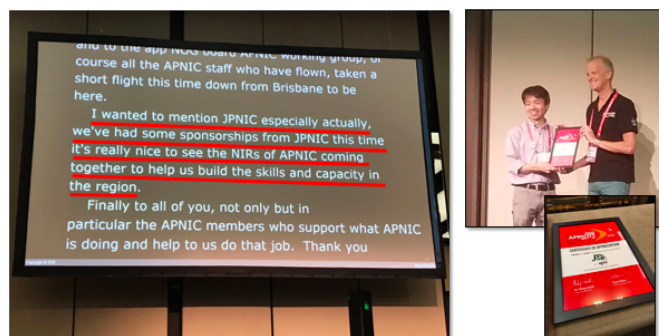 and to the app NOG board APNIC working group, of
course all the APNIC staff who have flown, taken a
short flight this time down from Brisbane to be
here.
I wanted to mention JPNIC especially actually,
we've had some sponsorships from JPNIC this time
it's really nice to see the NIRs of APNIC coming
together to help us build the skills and capacity in
the region.
Finally to all of you, not only but in
particular the APNIC members who support what APNIC
is doing and help to us do that job. Thank you
CERTIFICATE OF APPRECIATION